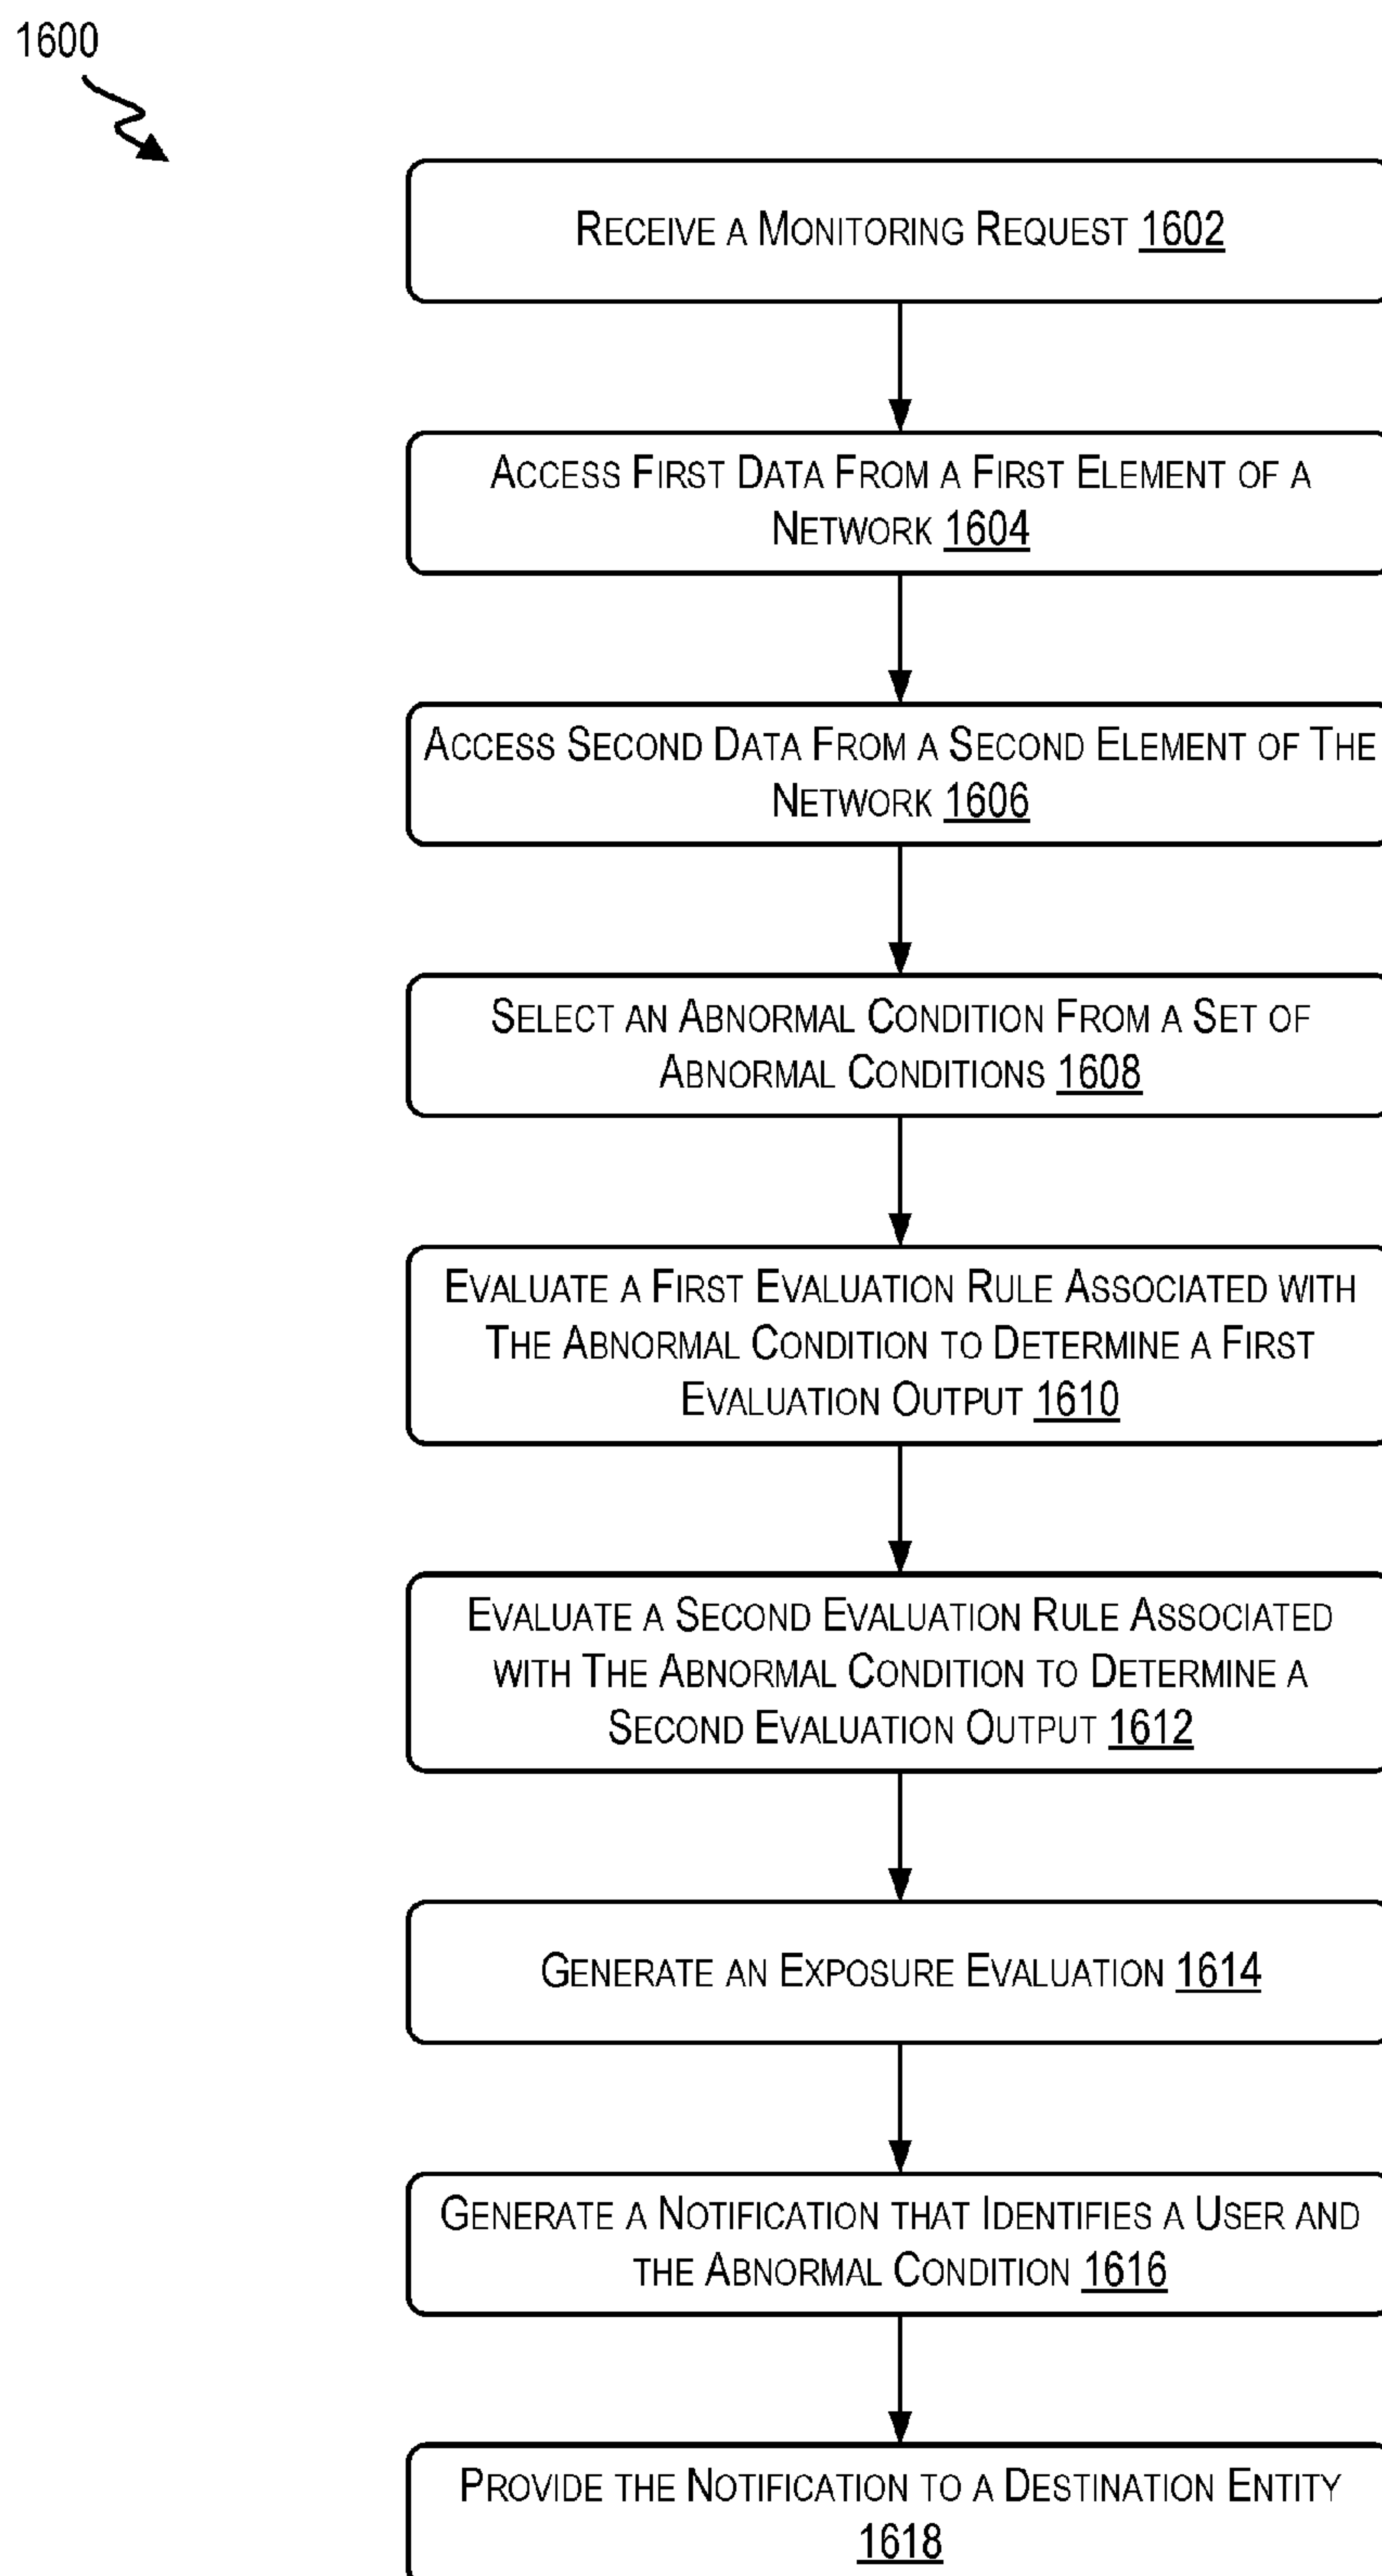 1600
RECEIVE A MONITORING REQUEST 1602
ACCESS FIRST DATA FROM A FIRST ELEMENT OF A
NETWORK 1604
ACCESS SECOND DATA FROM A SECOND ELEMENT OF THE
NETWORK 1606
SELECT AN ABNORMAL CONDITION FROM A SET OF
ABNORMAL CONDITIONS 1608
EVALUATE A FIRST EVALUATION RULE ASSOCIATED WITH
THE ABNORMAL CONDITION TO DETERMINE A FIRST
EVALUATION OUTPUT 1610
EVALUATE A SECOND EVALUATION RULE ASSOCIATED
WITH THE ABNORMAL CONDITION TO DETERMINE A
SECOND EVALUATION OUTPUT 1612
GENERATE AN EXPOSURE EVALUATION 1614
GENERATE A NOTIFICATION THAT IDENTIFIES A USER AND
THE ABNORMAL CONDITION 1616
PROVIDE THE NOTIFICATION TO A DESTINATION ENTITY
1618